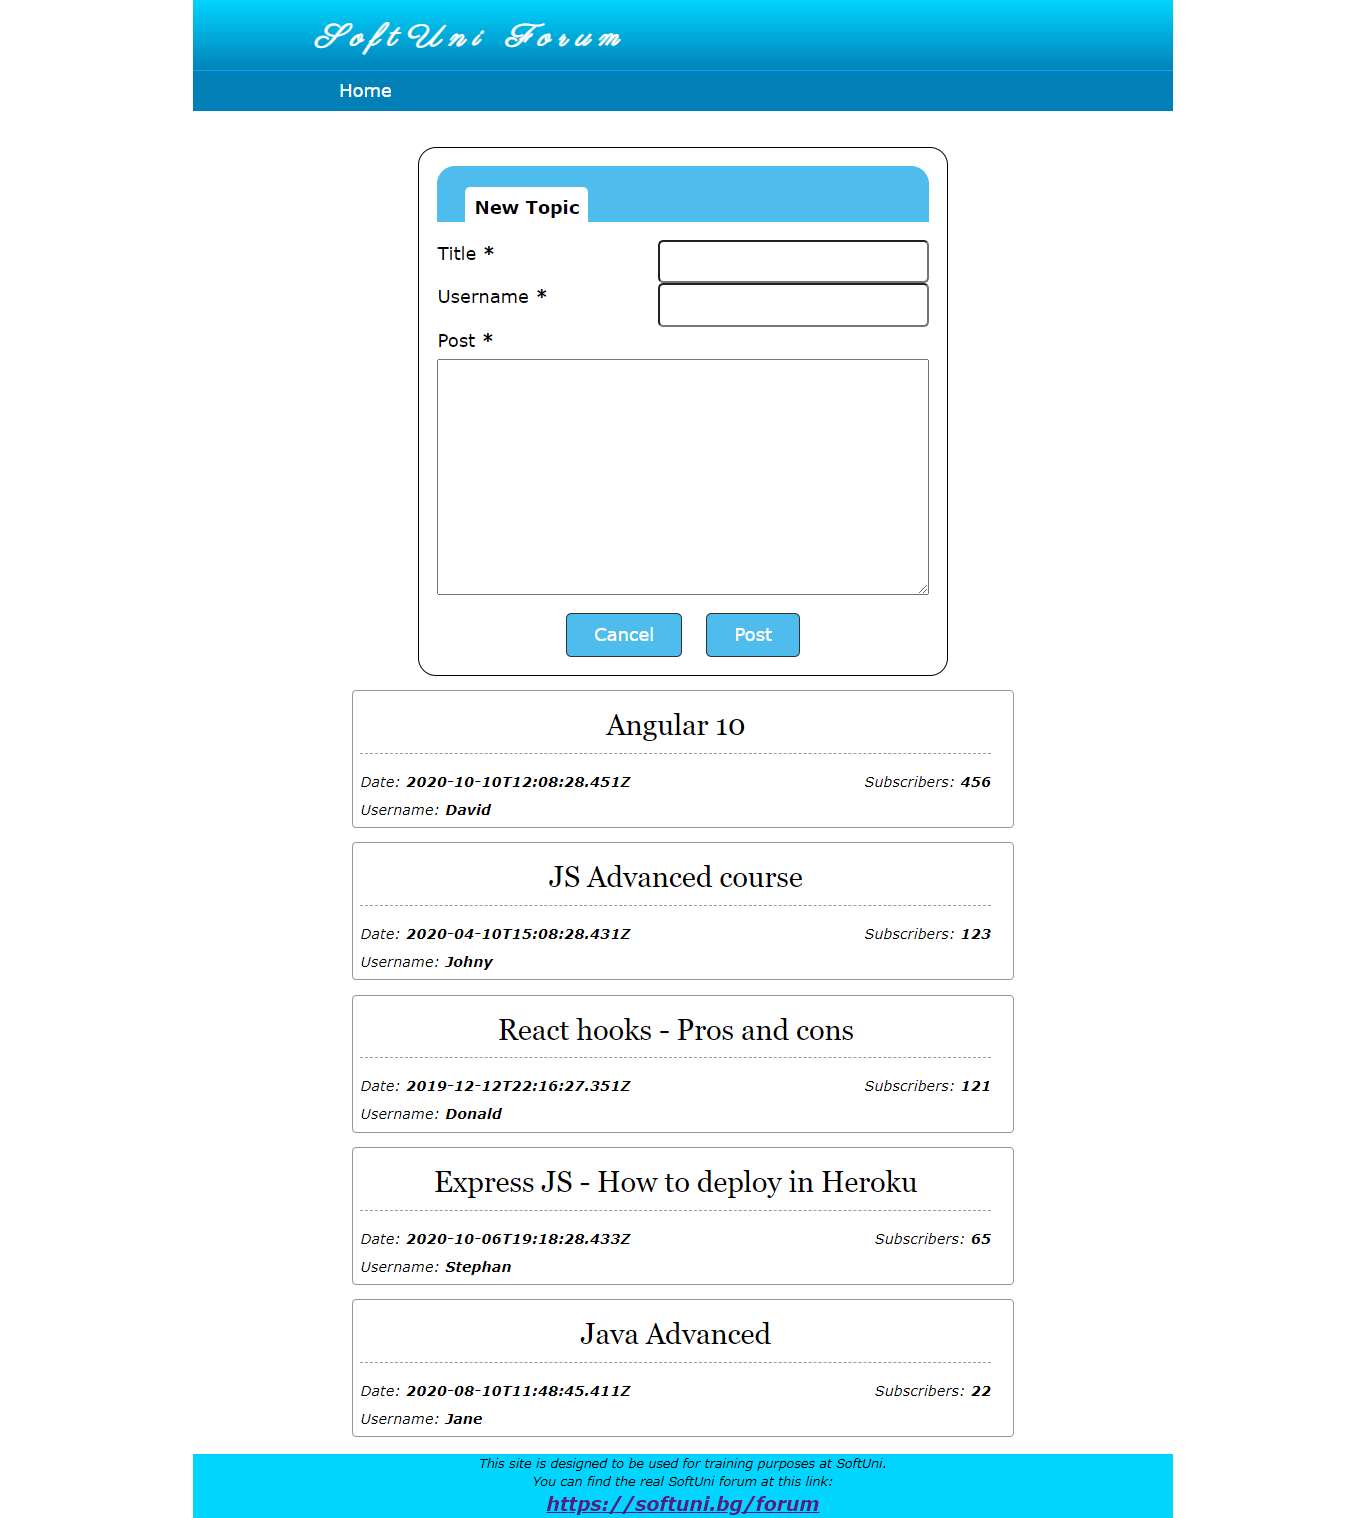 SoftUni Forum
Home
New Topic
Title *
Username *
Post *
Cancel Post
Angular 10
Date: 2020-10-10T12:08:28.451Z Subscribers: 456
Username: David
JS Advanced course
Date: 2020-04-10T15:08:28.431Z Subscribers: 123
Username: Johny
React hooks - Pros and cons
Date: 2019-12-12T22:16:27.351Z Subscribers: 121
Username: Donald
Express JS - How to deploy in Heroku
Date: 2020-10-06T19:18:28.433Z Subscribers: 65
Username: Stephan
Java Advanced
Date: 2020-08-10T11:48:45.411Z Subscribers: 22
Username: Jane
This site is designed to be used for training purposes at SoftUni.
You can find the real SoftUni forum at this link:
https://softuni.bg/forum